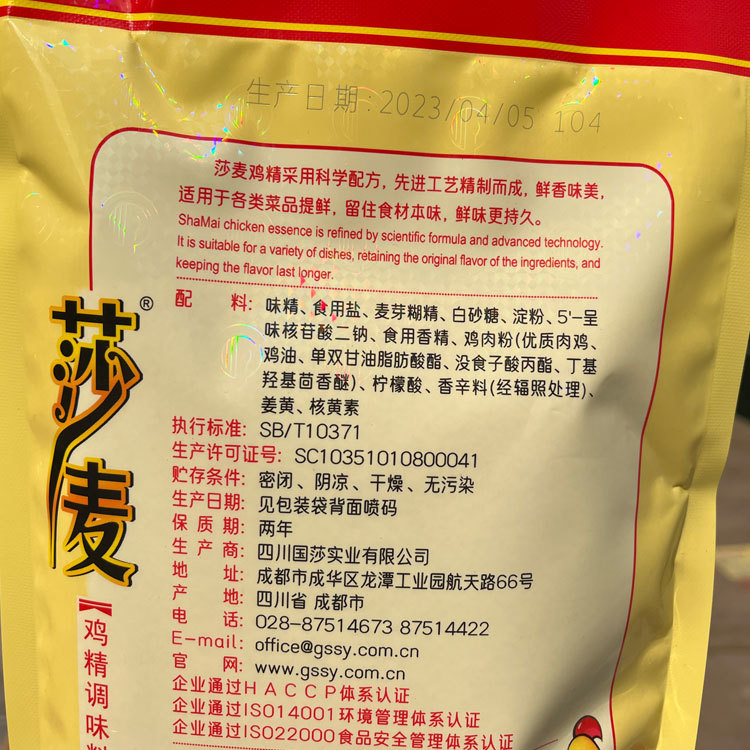 生产日期:2023/04/05 104
莎麦鸡精采用科学配方，先进工艺精制而成，鲜香味美，
适用于各类菜品提鲜，留住食材本味，鲜味更持久。
ShaMai chicken essence is refined by scientific formula and advanced technology.
It is suitable for a variety of dishes, retaining the original flavor of the ingredients, and
keeping the flavor last longer.
配 料: 味精、食用盐、麦芽糊精、白砂糖、淀粉、5'-呈
味核苷酸二钠、食用香精、鸡肉粉(优质肉鸡、
鸡油、单双甘油脂肪酸酯、没食子酸丙酯、丁基
羟基茴香醚)、柠檬酸、香辛料(经辐照处理)、
姜黄、核黄素
执行标准: SB/T10371
生产许可证号: SC10351010800041
贮存条件: 密闭、阴凉、干燥、无污染
生产日期: 见包装袋背面喷码
保质期: 两年
生产商: 四川国莎实业有限公司
地 址: 成都市成华区龙潭工业园航天路66号
产 地: 四川省 成都市
电 话: 028-87514673 87514422
E-mail: office@gssy.com.cn
官 网: www.gssy.com.cn
企业通过HACCP体系认证
企业通过ISO14001环境管理体系认证
企业通过ISO22000食品安全管理体系认证
莎麦®
【鸡精调味料